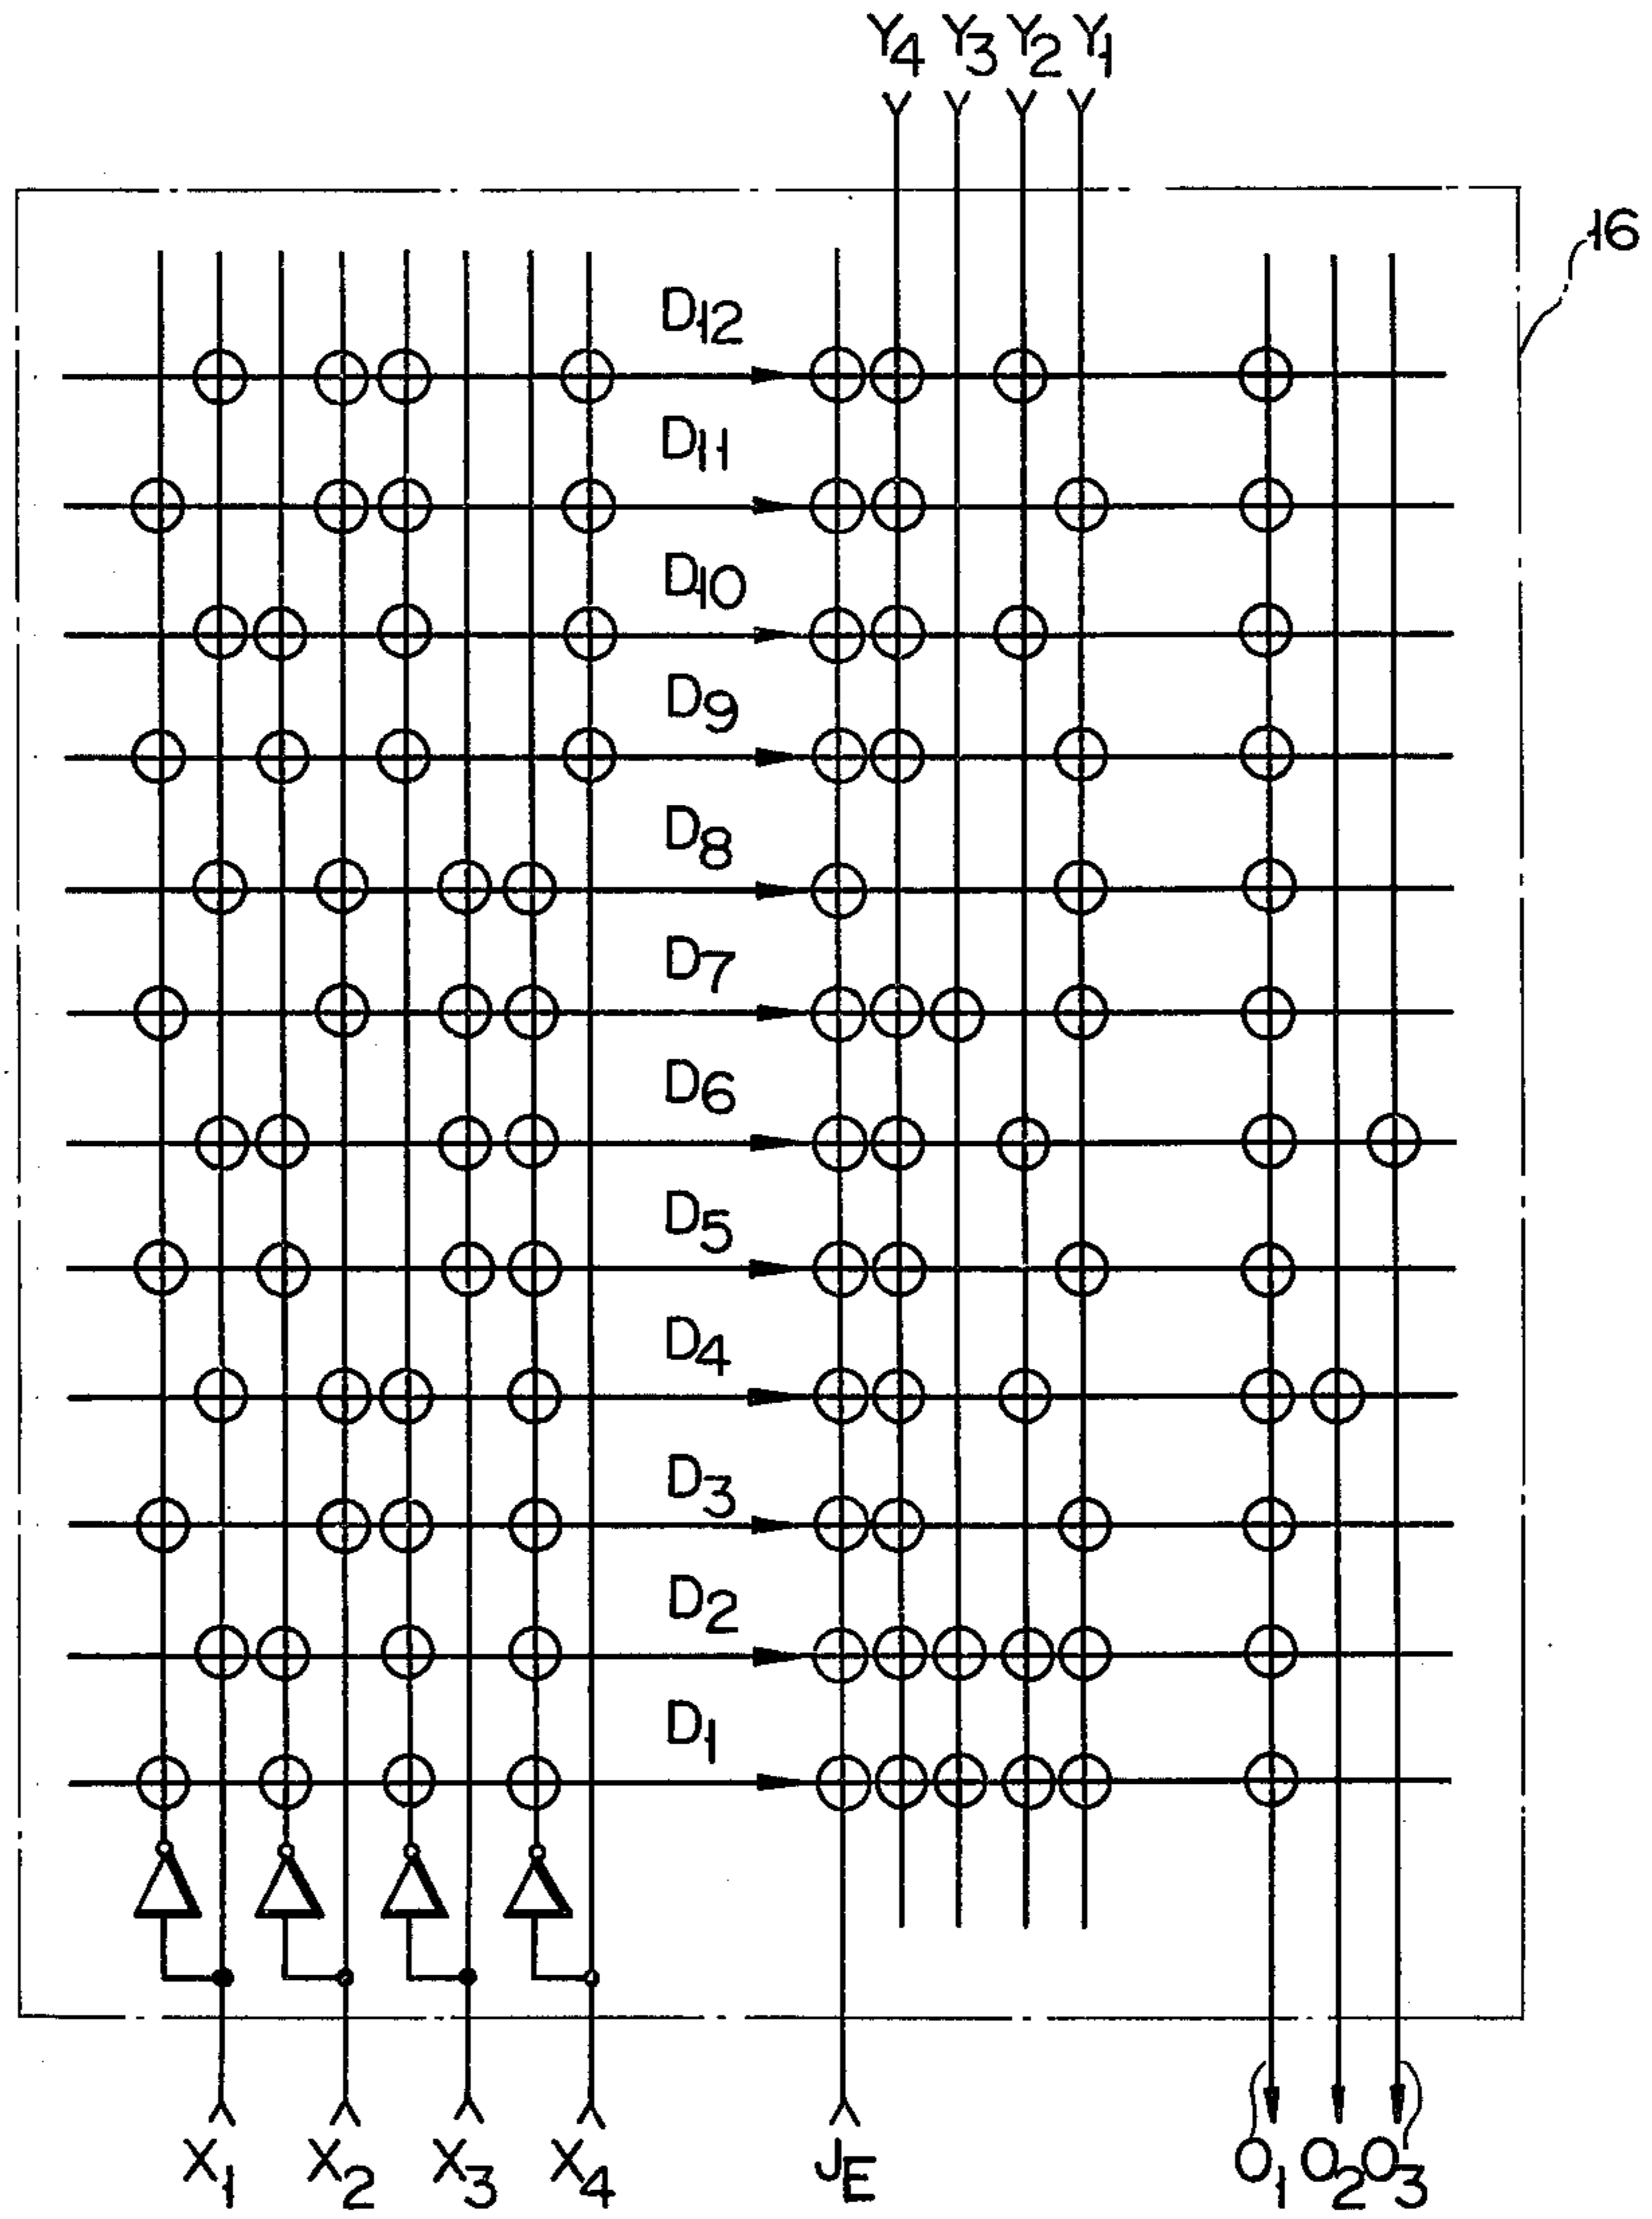 Y4 Y3 Y2 Y1
16
D12
D11
D10
D9
D8
D7
D6
D5
D4
D3
D2
D1
X1 X2 X3 X4 JE O1 O2 O3